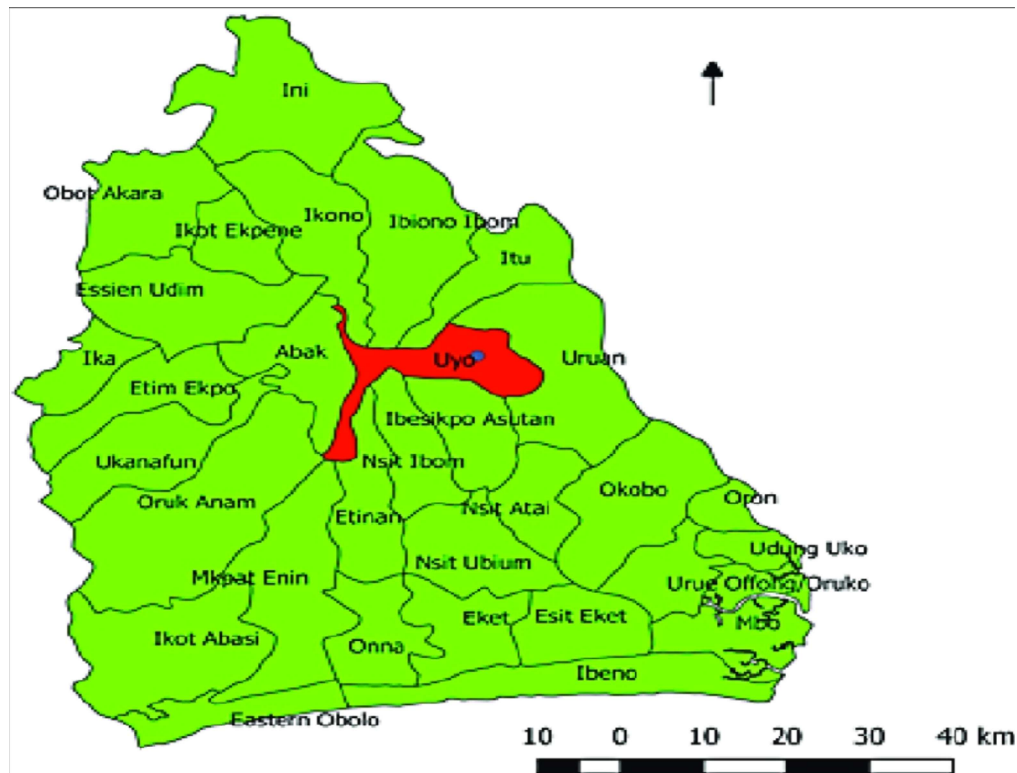 Ini
Obot Akara
Ikono
Ibiono Ibom
Ikot Ekpene
Itu
Essien Udim
Ika
Abak
Uyo
Uruan
Etim Ekpo
Ibesikpo Asutan
Ukanafun
Nsit Ibom
Oruk Anam
Okobo
Oron
Etinan
Nsit Atai
Udung Uko
Nsit Ubium
Mkpat Enin
Urue Offong/Oruko
Eket
Esit Eket
Mbo
Ikot Abasi
Onna
Ibeno
Eastern Obolo
10 0 10 20 30 40 km